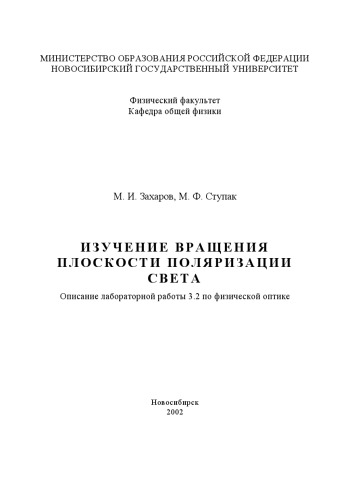 МИНИСТЕРСТВО ОБРАЗОВАНИЯ РОССИЙСКОЙ ФЕДЕРАЦИИ
НОВОСИБИРСКИЙ ГОСУДАРСТВЕННЫЙ УНИВЕРСИТЕТ
Физический факультет
Кафедра общей физики
М. И. Захаров, М. Ф. Ступак
ИЗУЧЕНИЕ ВРАЩЕНИЯ
ПЛОСКОСТИ ПОЛЯРИЗАЦИИ
СВЕТА
Описание лабораторной работы 3.2 по физической оптике
Новосибирск
2002